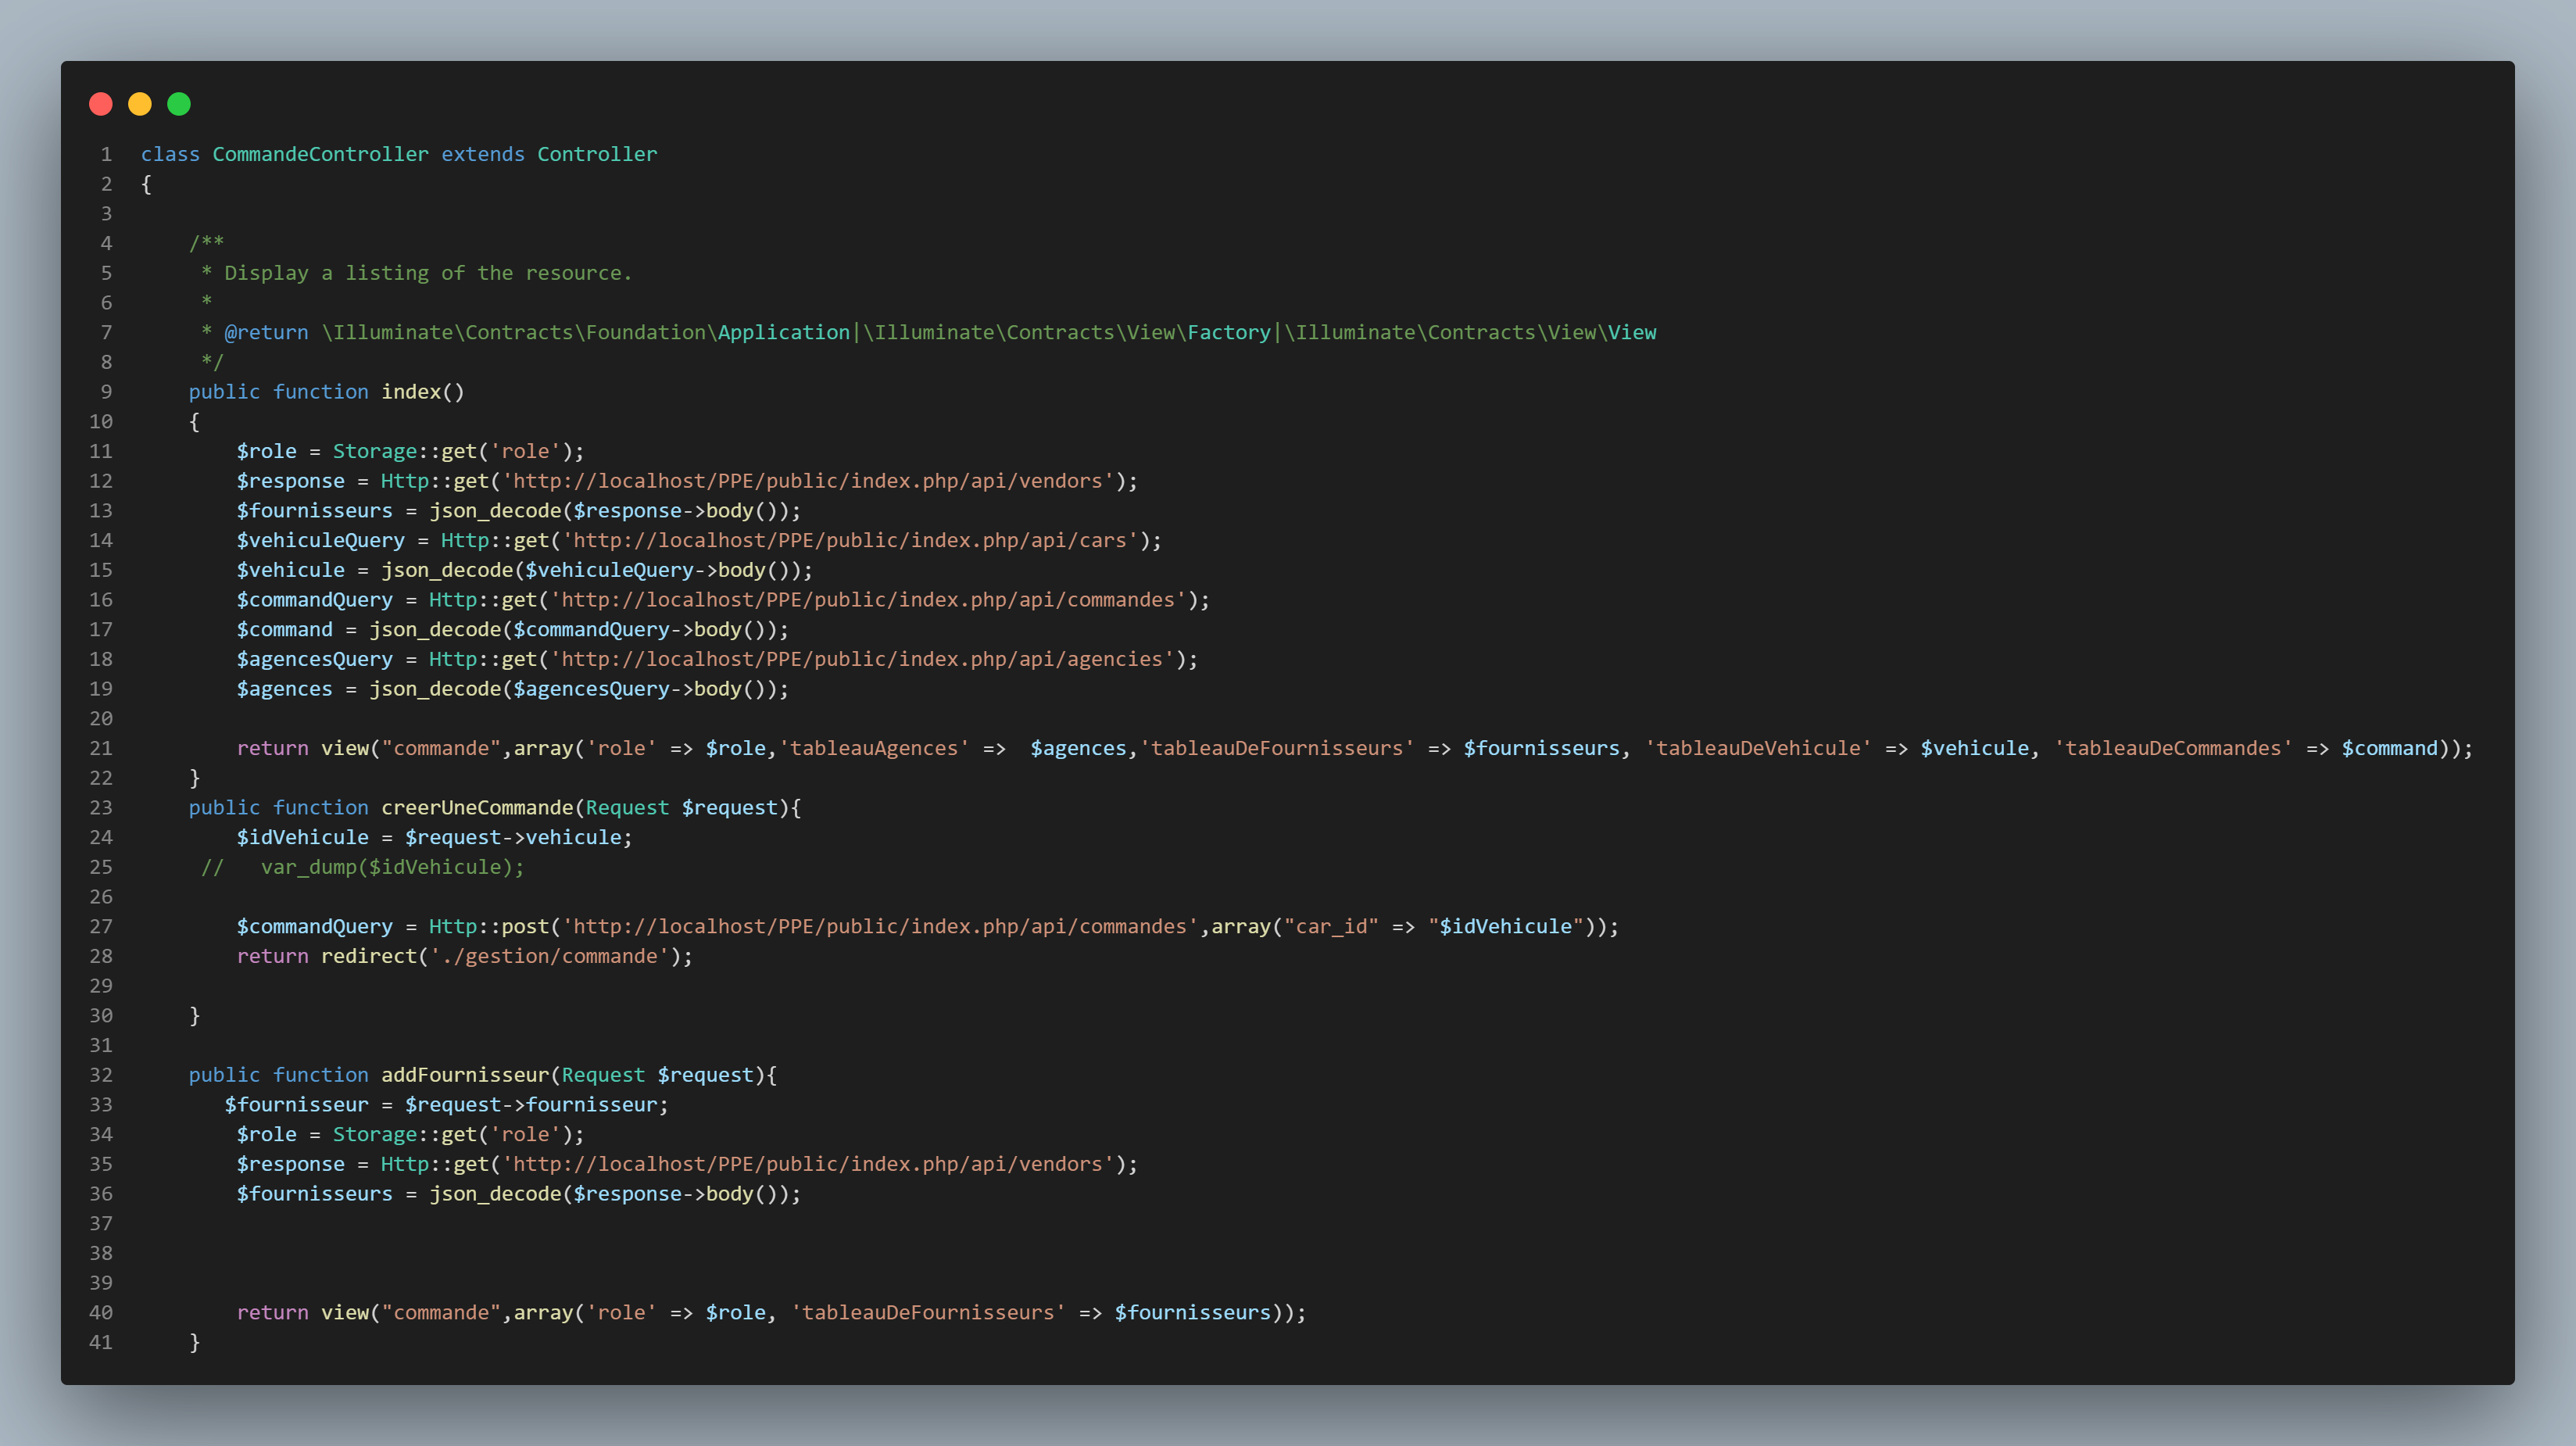 1 class CommandeController extends Controller
2 {
3
4     /**
5      * Display a listing of the resource.
6      *
7      * @return \Illuminate\Contracts\Foundation\Application|\Illuminate\Contracts\View\Factory|\Illuminate\Contracts\View\View
8      */
9     public function index()
10     {
11         $role = Storage::get('role');
12         $response = Http::get('http://localhost/PPE/public/index.php/api/vendors');
13         $fournisseurs = json_decode($response->body());
14         $vehiculeQuery = Http::get('http://localhost/PPE/public/index.php/api/cars');
15         $vehicule = json_decode($vehiculeQuery->body());
16         $commandQuery = Http::get('http://localhost/PPE/public/index.php/api/commandes');
17         $command = json_decode($commandQuery->body());
18         $agencesQuery = Http::get('http://localhost/PPE/public/index.php/api/agencies');
19         $agences = json_decode($agencesQuery->body());
20
21         return view("commande",array('role' => $role,'tableauAgences' =>  $agences,'tableauDeFournisseurs' => $fournisseurs, 'tableauDeVehicule' => $vehicule, 'tableauDeCommandes' => $command));
22     }
23     public function creerUneCommande(Request $request){
24         $idVehicule = $request->vehicule;
25      //   var_dump($idVehicule);
26
27         $commandQuery = Http::post('http://localhost/PPE/public/index.php/api/commandes',array("car_id" => "$idVehicule"));
28         return redirect('./gestion/commande');
29
30     }
31
32     public function addFournisseur(Request $request){
33        $fournisseur = $request->fournisseur;
34         $role = Storage::get('role');
35         $response = Http::get('http://localhost/PPE/public/index.php/api/vendors');
36         $fournisseurs = json_decode($response->body());
37
38
39
40         return view("commande",array('role' => $role, 'tableauDeFournisseurs' => $fournisseurs));
41     }